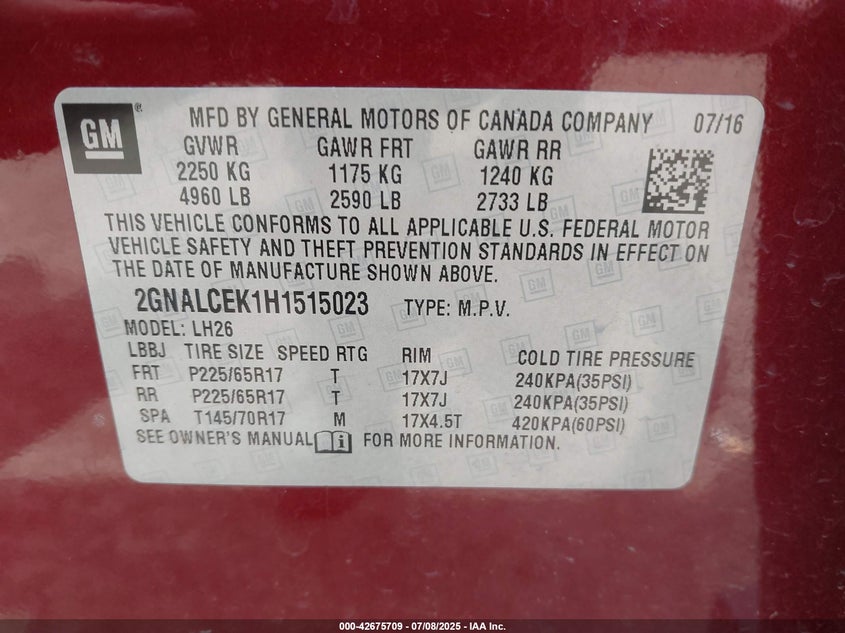 GM® MFD BY GENERAL MOTORS OF CANADA COMPANY 07/16
GVWR GAWR FRT GAWR RR
2250 KG 1175 KG 1240 KG
4960 LB 2590 LB 2733 LB
THIS VEHICLE CONFORMS TO ALL APPLICABLE U.S. FEDERAL MOTOR
VEHICLE SAFETY AND THEFT PREVENTION STANDARDS IN EFFECT ON
THE DATE OF MANUFACTURE SHOWN ABOVE.
2GNALCEK1H1515023 TYPE: M.P.V.
MODEL: LH26
LBBJ TIRE SIZE SPEED RTG RIM COLD TIRE PRESSURE
FRT P225/65R17 T 17X7J 240KPA(35PSI)
RR P225/65R17 T 17X7J 240KPA(35PSI)
SPA T145/70R17 M 17X4.5T 420KPA(60PSI)
SEE OWNER'S MANUAL FOR MORE INFORMATION.
000-42675709 - 07/08/2025 - IAA Inc.